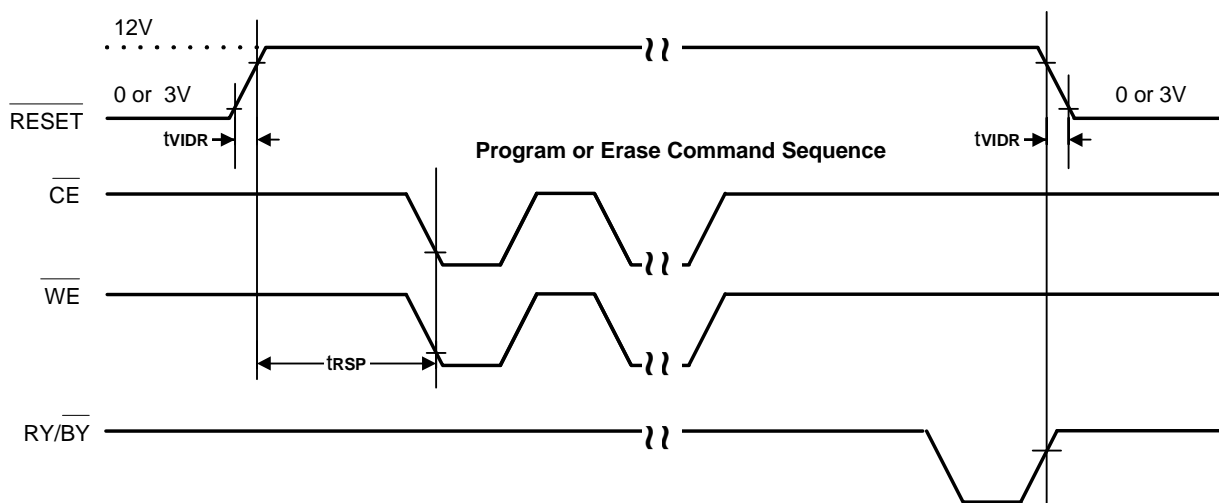 12V
0 or 3V
0 or 3V
RESET
tVIDR
tVIDR
Program or Erase Command Sequence
CE
WE
tRSP
RY/BY